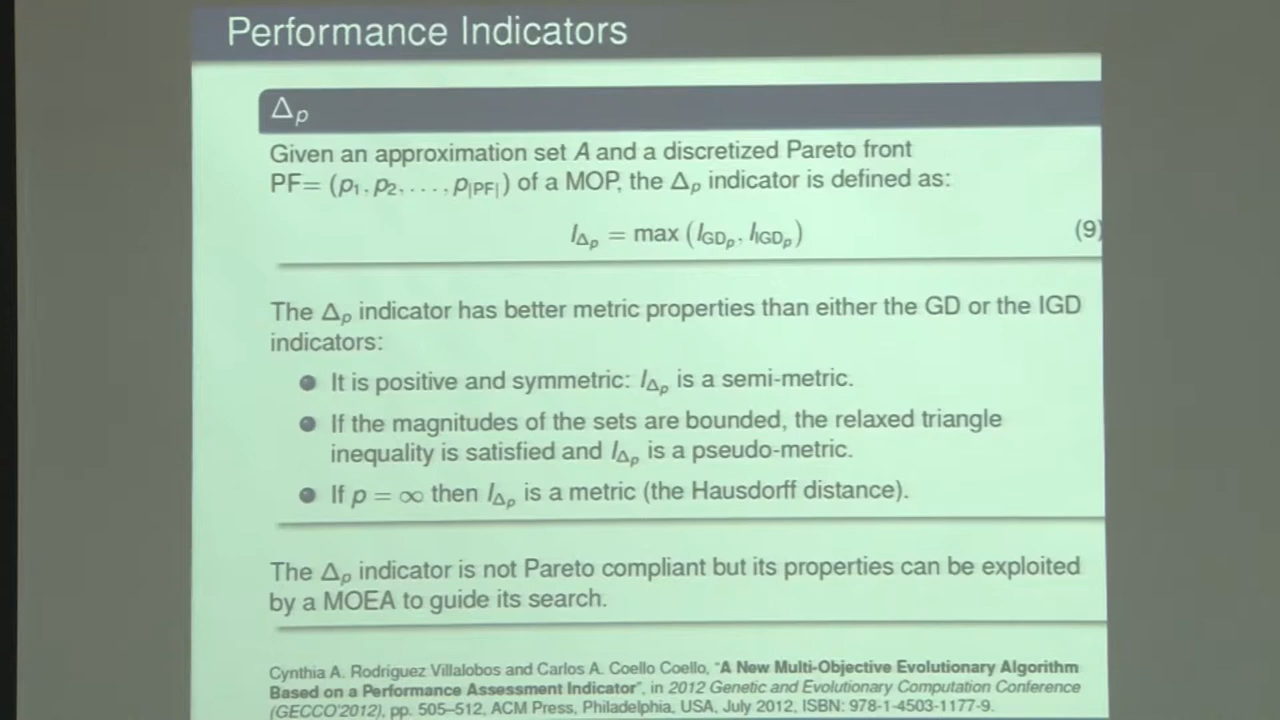 Performance Indicators
Δp
Given an approximation set A and a discretized Pareto front
PF= (p1, p2, . . . , p|PF|) of a MOP, the Δp indicator is defined as:
IΔp = max (IGDp, IIGDp) (9)
The Δp indicator has better metric properties than either the GD or the IGD
indicators:
It is positive and symmetric: IΔp is a semi-metric.
If the magnitudes of the sets are bounded, the relaxed triangle
inequality is satisfied and IΔp is a pseudo-metric.
If p = ∞ then IΔp is a metric (the Hausdorff distance).
The Δp indicator is not Pareto compliant but its properties can be exploited
by a MOEA to guide its search.
Cynthia A. Rodriguez Villalobos and Carlos A. Coello Coello, "A New Multi-Objective Evolutionary Algorithm
Based on a Performance Assessment Indicator", in 2012 Genetic and Evolutionary Computation Conference
(GECCO'2012), pp. 505–512, ACM Press, Philadelphia, USA, July 2012, ISBN: 978-1-4503-1177-9.